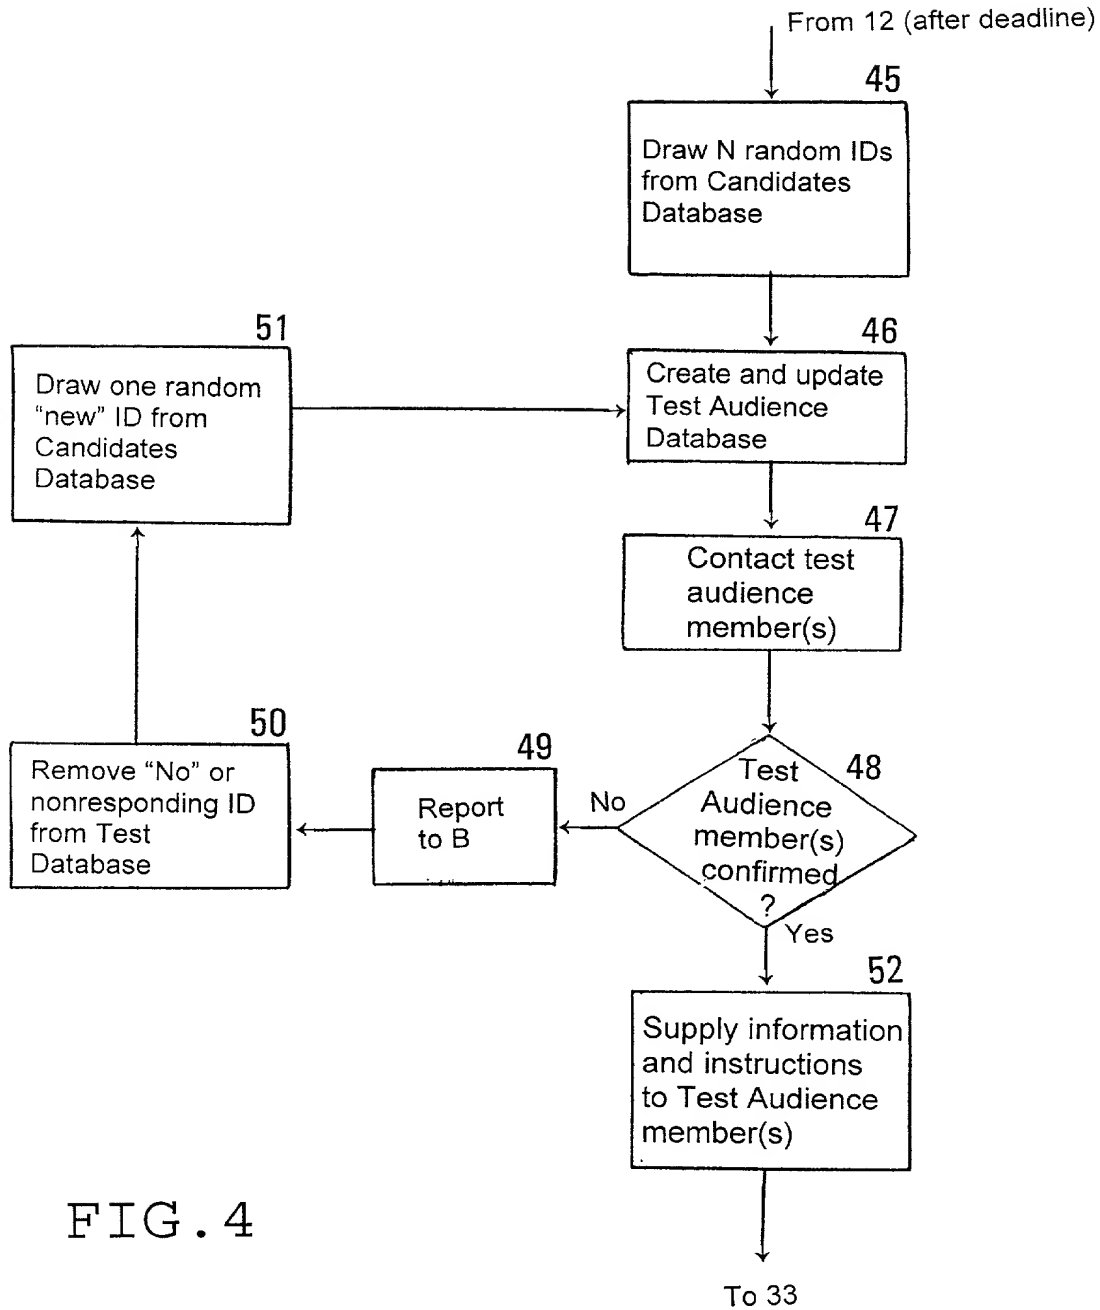 From 12 (after deadline)
45
Draw N random IDs
from Candidates
Database
46
Create and update
Test Audience
Database
51
Draw one random
“new” ID from
Candidates
Database
47
Contact test
audience
member(s)
48
Test
Audience
member(s)
confirmed
?
No
Yes
49
Report
to B
50
Remove “No” or
nonresponding ID
from Test
Database
52
Supply information
and instructions
to Test Audience
member(s)
FIG.4
To 33